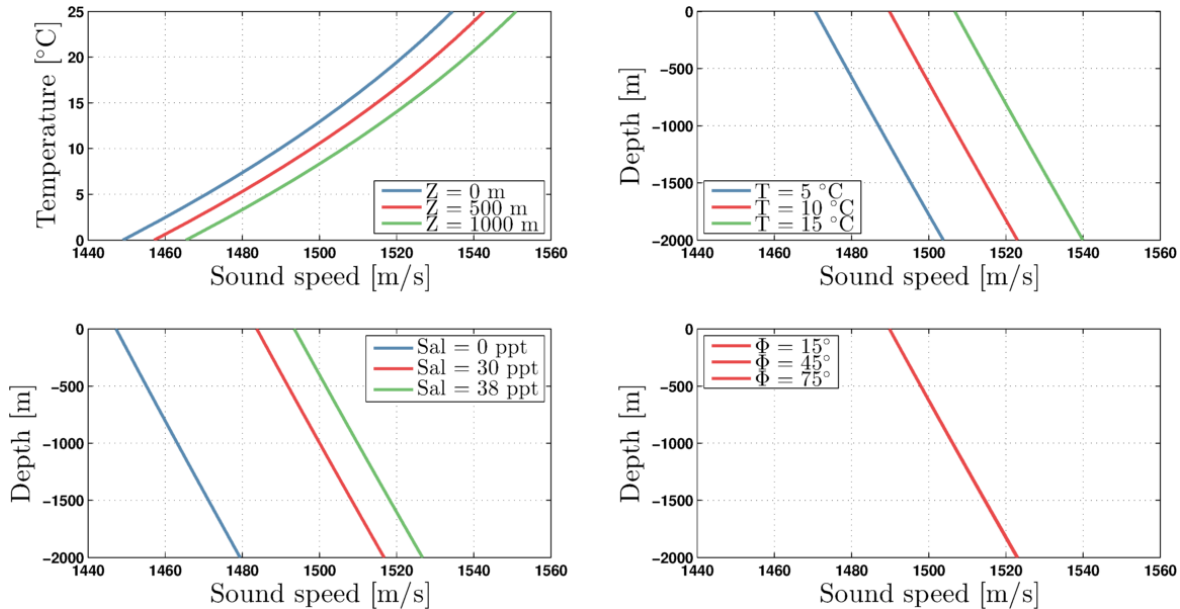 25
20
15
10
5
0
Temperature [°C]
Z = 0 m
Z = 500 m
Z = 1000 m
1440 1460 1480 1500 1520 1540 1560
Sound speed [m/s]
0
−500
−1000
−1500
−2000
Depth [m]
T = 5 °C
T = 10 °C
T = 15 °C
1440 1460 1480 1500 1520 1540 1560
Sound speed [m/s]
0
−500
−1000
−1500
−2000
Depth [m]
Sal = 0 ppt
Sal = 30 ppt
Sal = 38 ppt
1440 1460 1480 1500 1520 1540 1560
Sound speed [m/s]
0
−500
−1000
−1500
−2000
Depth [m]
Φ = 15°
Φ = 45°
Φ = 75°
1440 1460 1480 1500 1520 1540 1560
Sound speed [m/s]